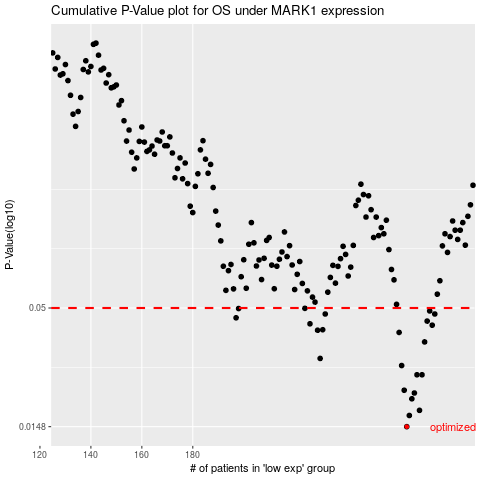 Cumulative P-Value plot for OS under MARK1 expression
P-Value(log10)
0.05
0.0148
optimized
120 140 160 180
# of patients in 'low exp' group